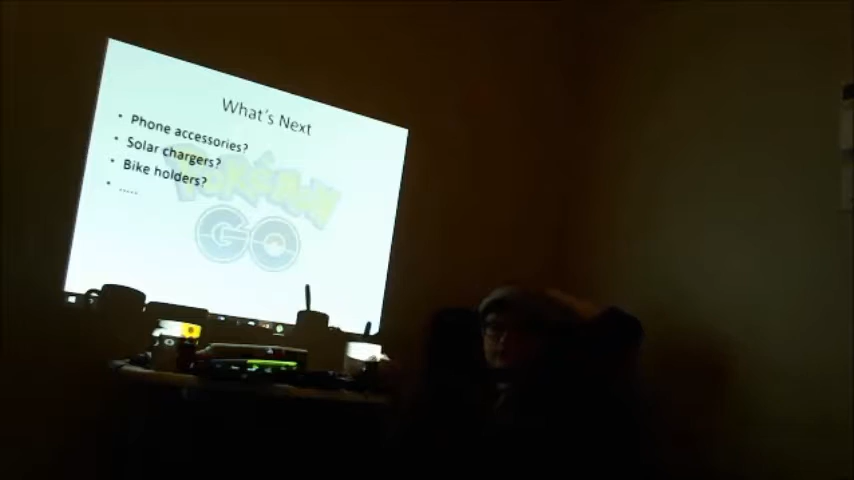 What's Next
• Phone accessories?
• Solar chargers?
• Bike holders?
• .....
POKÉMON
GO